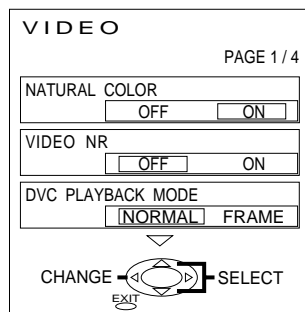 VIDEO
PAGE 1 / 4
NATURAL COLOR
OFF ON
VIDEO NR
OFF ON
DVC PLAYBACK MODE
NORMAL FRAME
CHANGE SELECT
EXIT